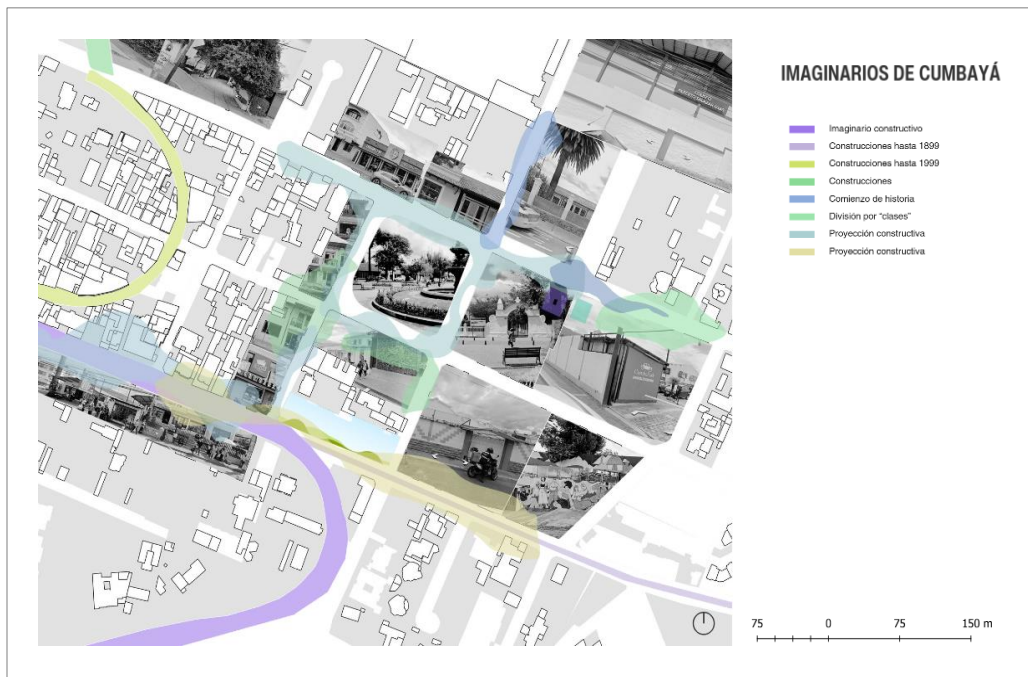 IMAGINARIOS DE CUMBAYÁ
Imaginario constructivo
Construcciones hasta 1899
Construcciones hasta 1999
Construcciones
Comienzo de historia
División por “clases”
Proyección constructiva
Proyección constructiva
75 0 75 150 m